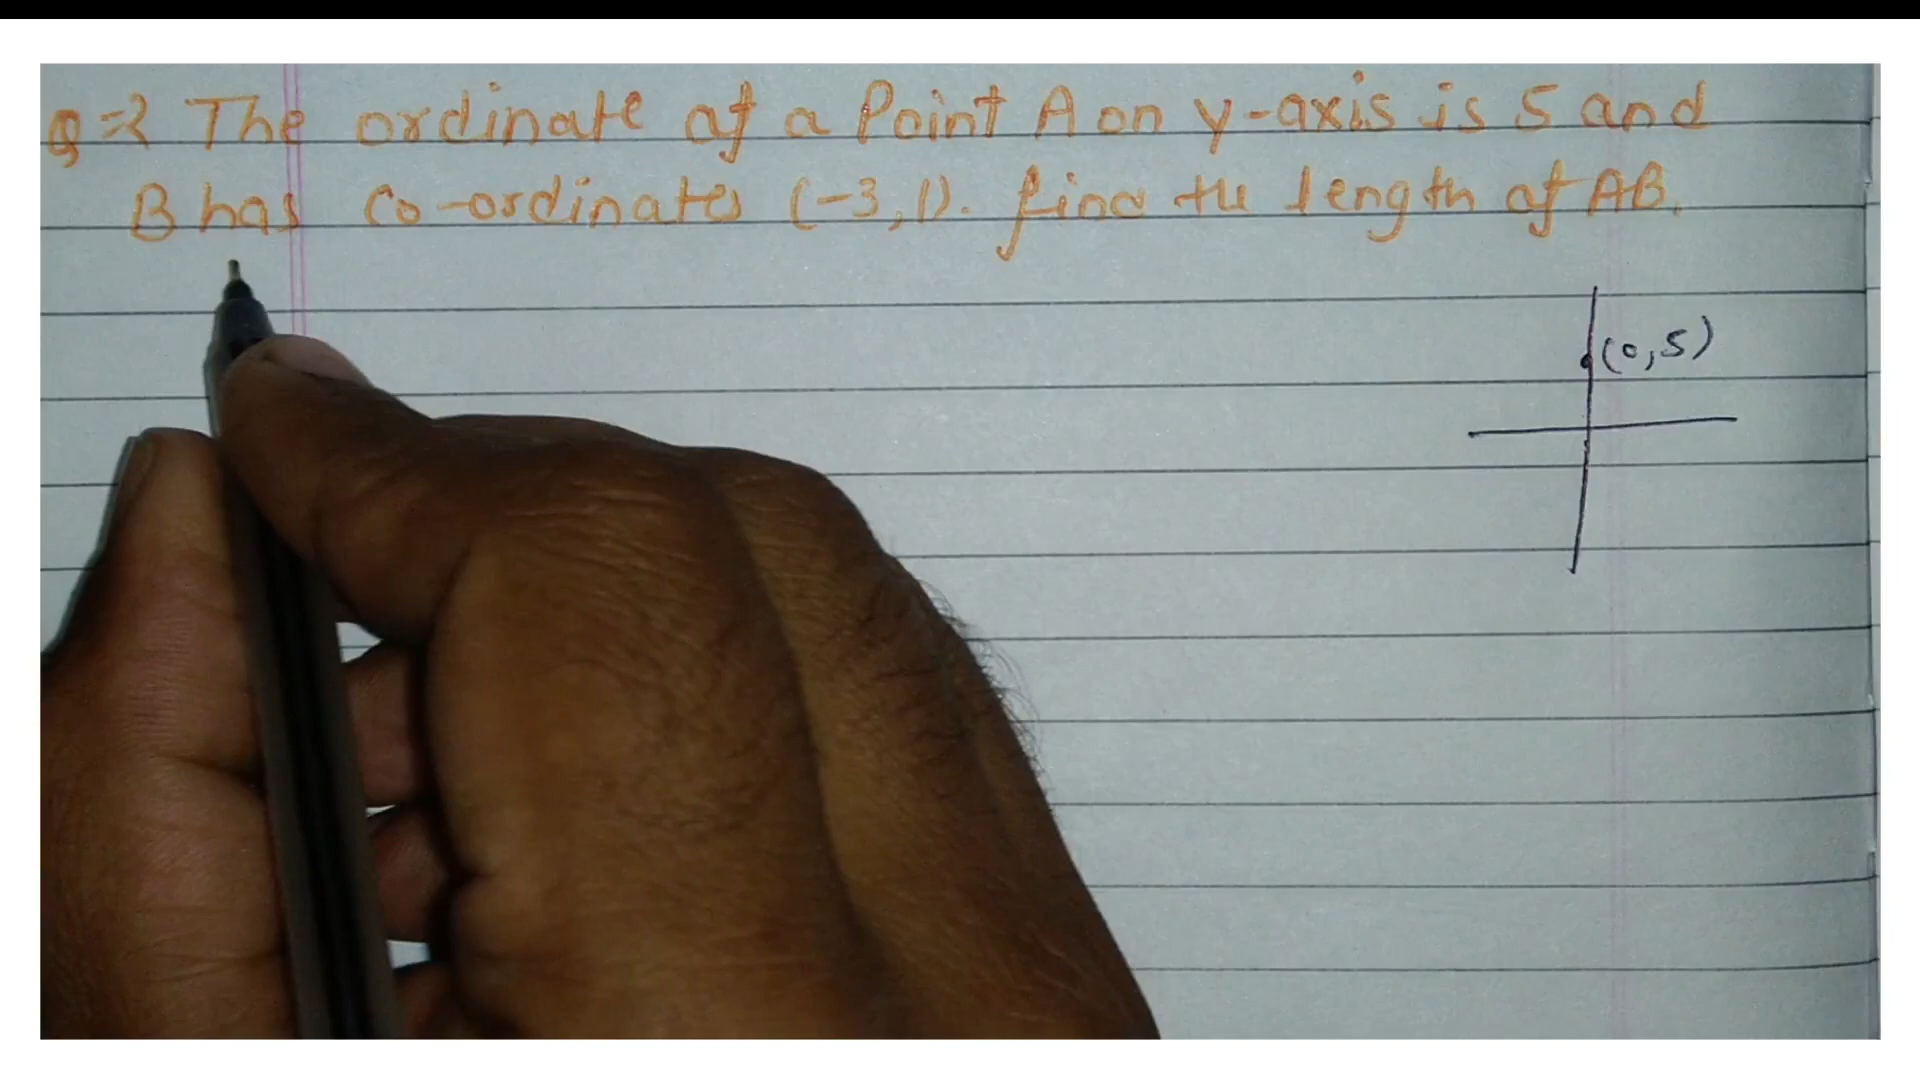 Q=2 The ordinate of a Point A on y-axis is 5 and
B has Co-ordinates (-3,1). find the length of AB.
(0,5)